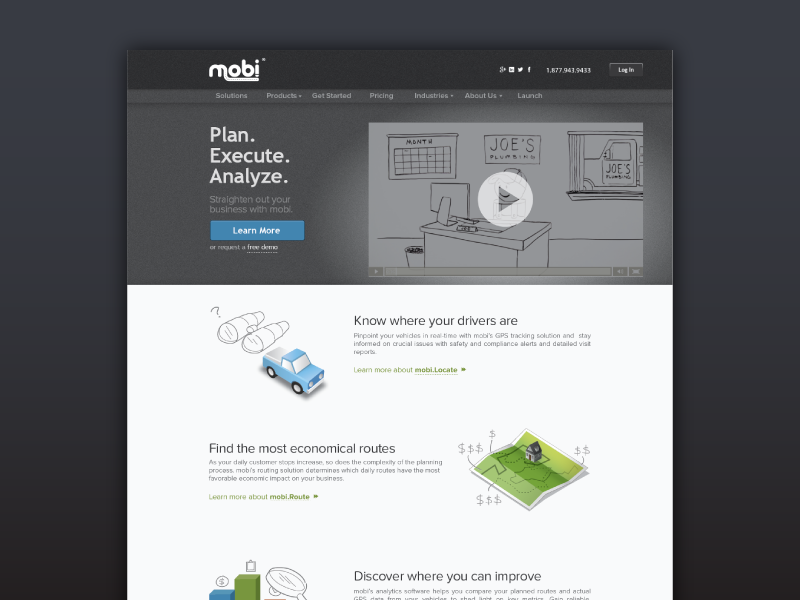 mobi
1.877.943.9433
Log In
Solutions Products Get Started Pricing Industries About Us Launch
Plan.
Execute.
Analyze.
Straighten out your
business with mobi.
Learn More
or request a free demo
MONTH
JOE'S
PLUMBING
JOE'S
PLUMBING
?
Know where your drivers are
Pinpoint your vehicles in real-time with mobi's GPS tracking solution and stay
informed on crucial issues with safety and compliance alerts and detailed visit
reports.
Learn more about mobi.Locate
Find the most economical routes
As your daily customer stops increase, so does the complexity of the planning
process. mobi's routing solution determines which daily routes have the most
favorable economic impact on your business.
Learn more about mobi.Route
$$$ $ $$
$$$
$
Discover where you can improve
mobi's analytics software helps you compare your planned routes and actual
GPS data from your vehicles to shed light on key metrics. Gain reliable,